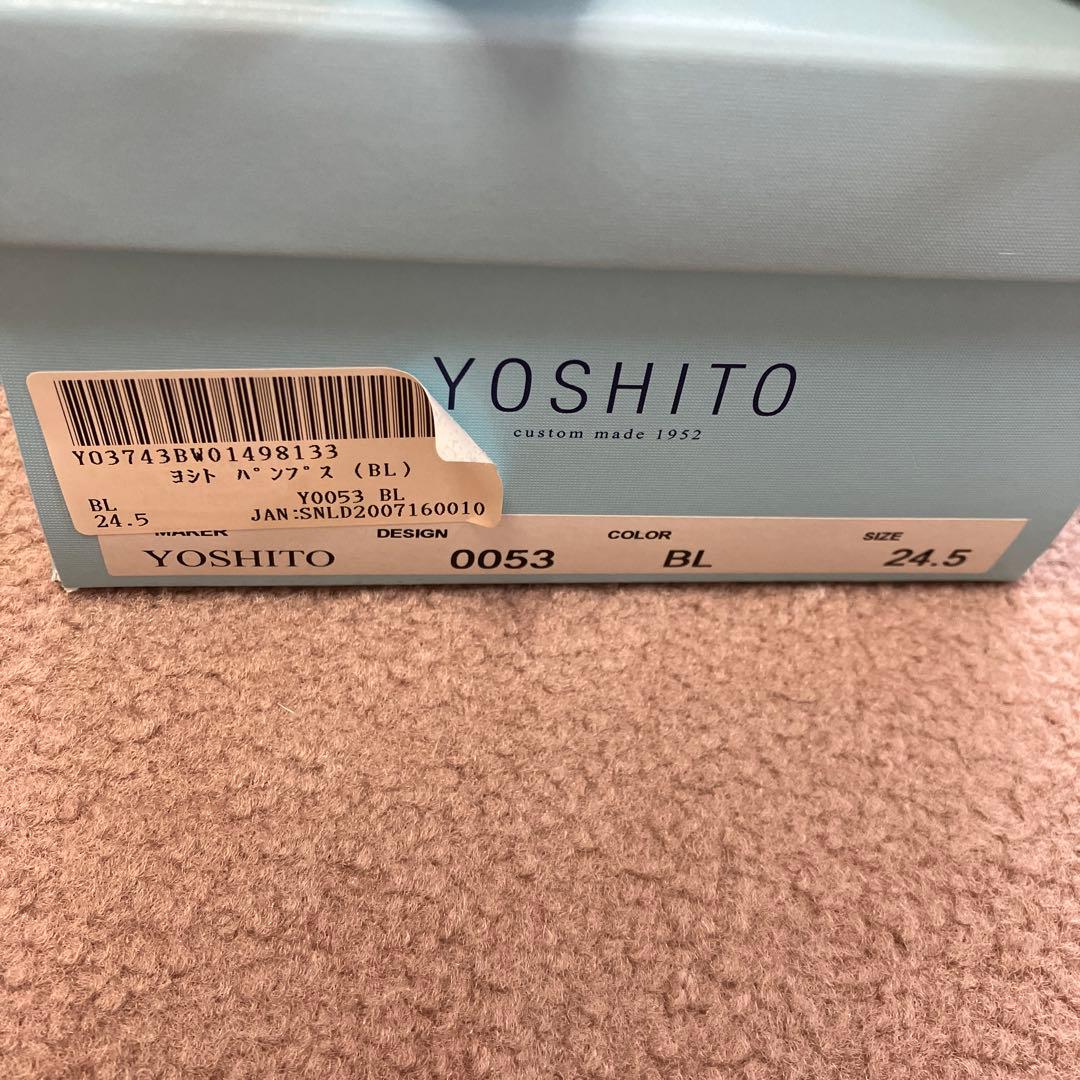 YOSHITO
custom made 1952
Y03743BW01498133
ﾖｼﾄ ﾊﾟﾝﾌﾟｽ (BL)
BL Y0053 BL
24.5 JAN:SNLD2007160010
MAKER DESIGN COLOR SIZE
YOSHITO 0053 BL 24.5